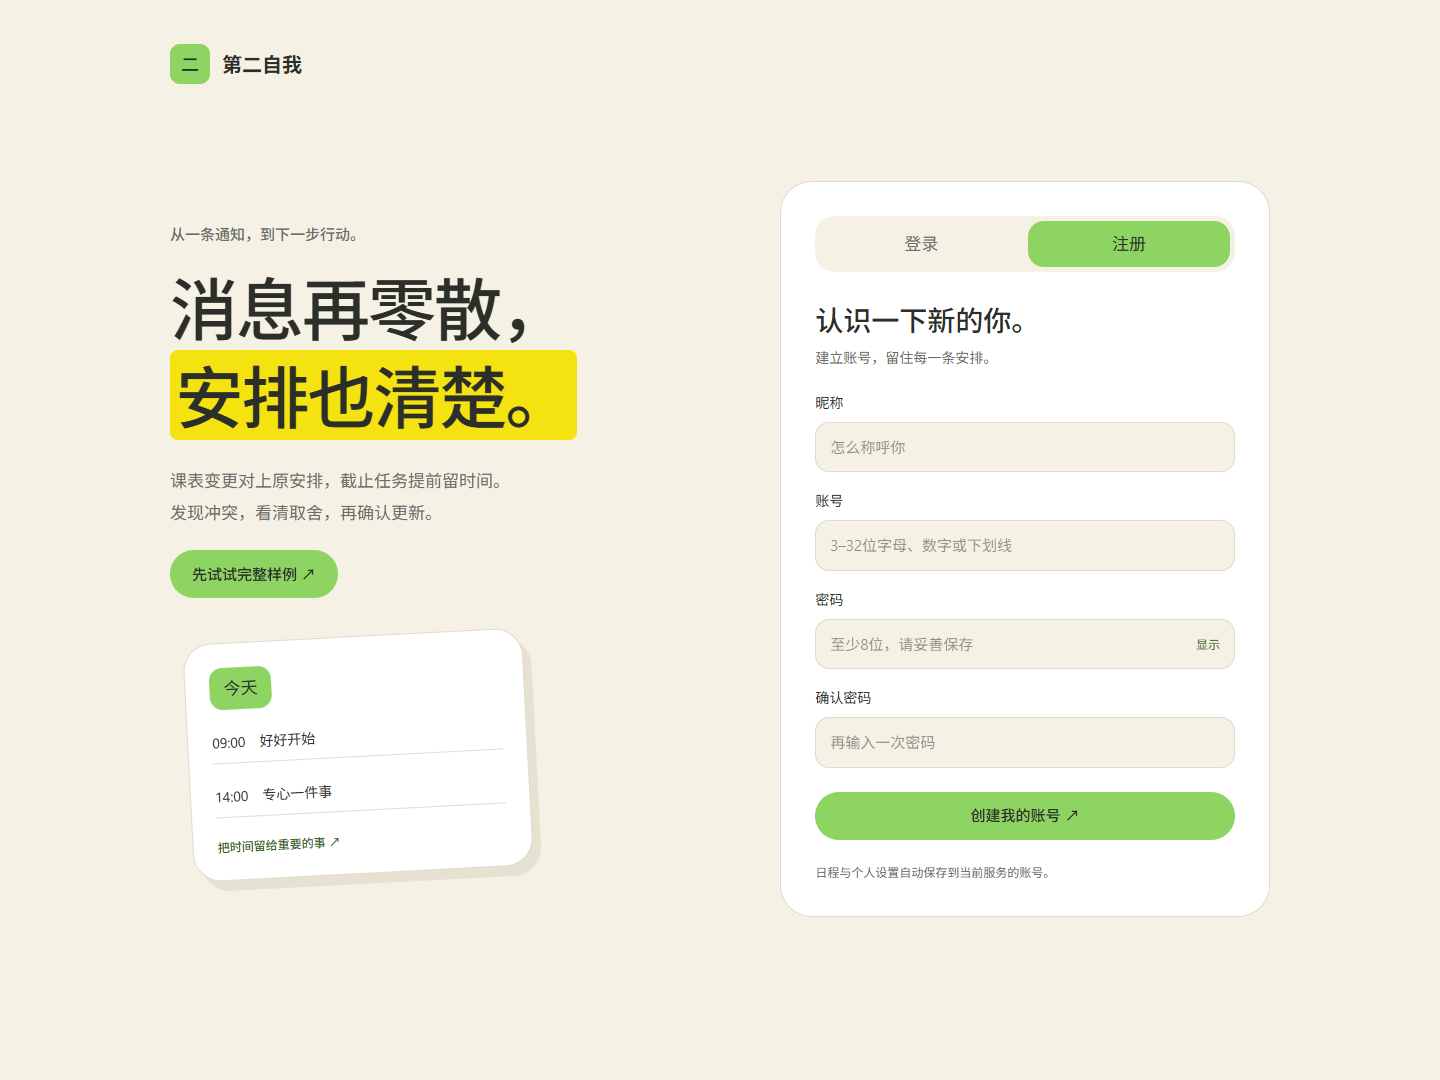 二 第二自我
从一条通知，到下一步行动。
消息再零散，
安排也清楚。
课表变更对上原安排，截止任务提前留时间。
发现冲突，看清取舍，再确认更新。
先试试完整样例 ↗
今天
09:00 好好开始
14:00 专心一件事
把时间留给重要的事 ↗
登录 注册
认识一下新的你。
建立账号，留住每一条安排。
昵称
怎么称呼你
账号
3–32位字母、数字或下划线
密码
至少8位，请妥善保存 显示
确认密码
再输入一次密码
创建我的账号 ↗
日程与个人设置自动保存到当前服务的账号。